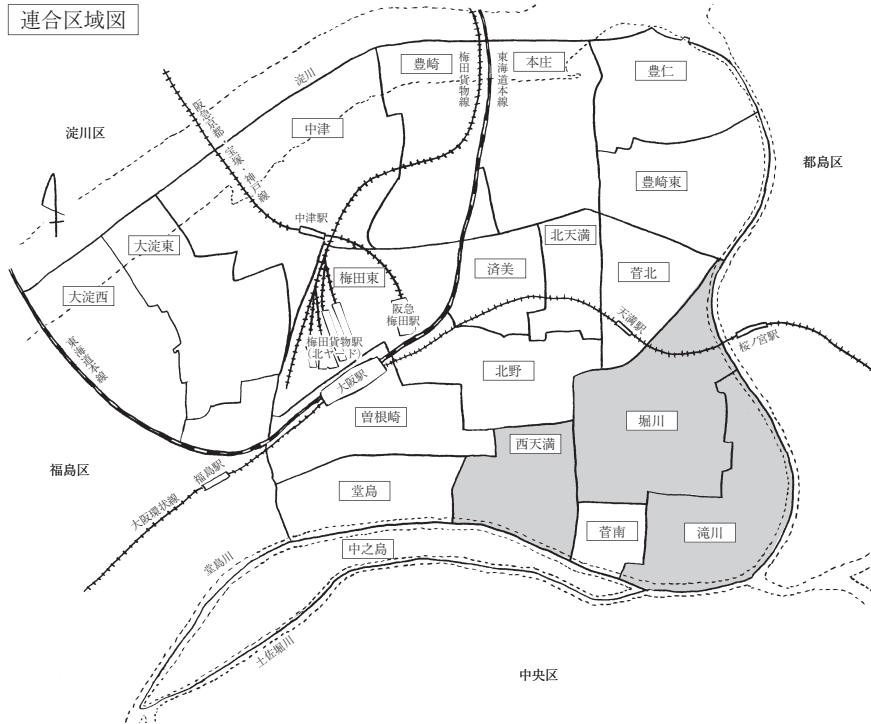 連合区域図
豊崎
梅田貨物線
東海道本線
本庄
豊仁
淀川
阪急京都・宝塚・神戸線
中津
淀川区
都島区
豊崎東
中津駅
北天満
大淀東
梅田東
済美
菅北
大淀西
阪急
梅田駅
天満駅
桜ノ宮駅
梅田貨物駅
(北ヤード)
東海道本線
大阪駅
北野
曽根崎
堀川
西天満
福島区
福島駅
堂島
大阪環状線
菅南
滝川
中之島
堂島川
土佐堀川
中央区